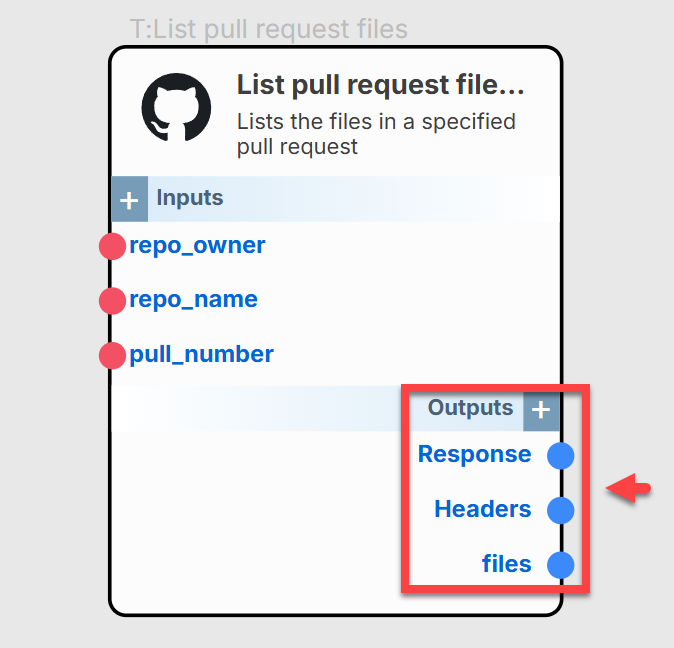 T:List pull request files
List pull request file...
Lists the files in a specified
pull request
+ Inputs
repo_owner
repo_name
pull_number
Outputs +
Response
Headers
files